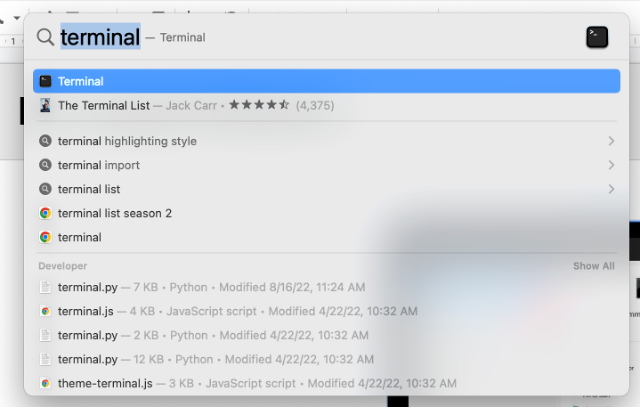 terminal — Terminal
Terminal
The Terminal List — Jack Carr • ★★★★⯪ (4,375)
terminal highlighting style
terminal import
terminal list
terminal list season 2
terminal
Developer Show All
terminal.py — 7 KB • Python • Modified 8/16/22, 11:24 AM
terminal.js — 4 KB • JavaScript script • Modified 4/22/22, 10:32 AM
terminal.py — 2 KB • Python • Modified 4/22/22, 10:32 AM
terminal.py — 12 KB • Python • Modified 4/22/22, 10:32 AM
theme-terminal.js — 3 KB • JavaScript script • Modified 4/22/22, 10:32 AM